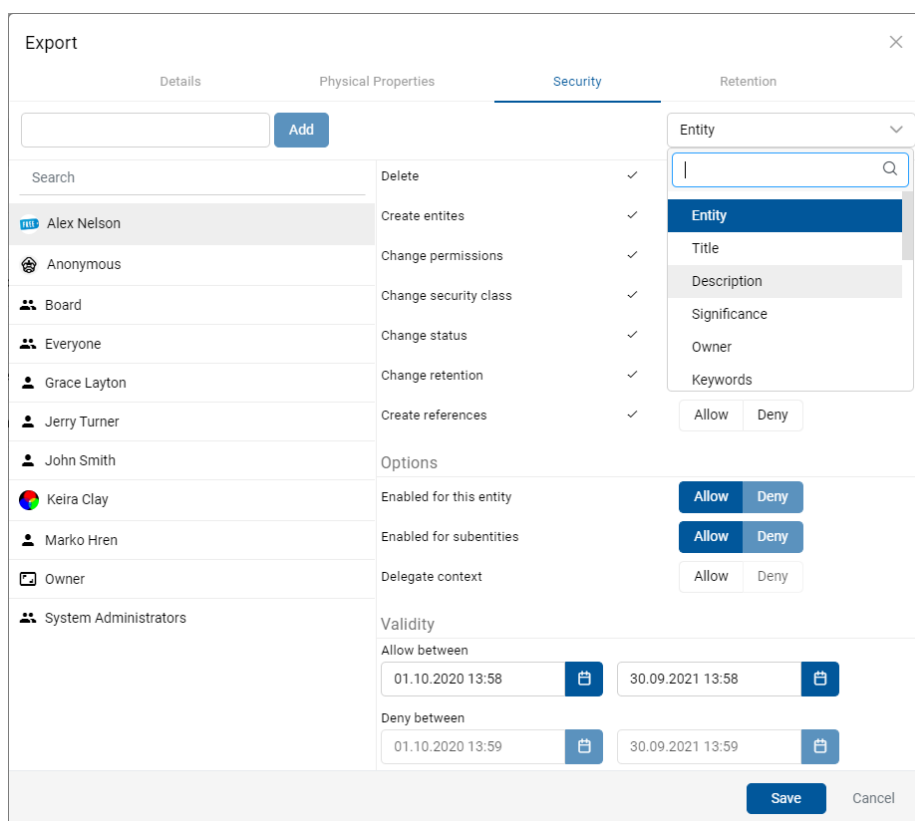 Export
Details Physical Properties Security Retention
Add Entity
Search
Alex Nelson
Anonymous
Board
Everyone
Grace Layton
Jerry Turner
John Smith
Keira Clay
Marko Hren
Owner
System Administrators
Delete
Create entites
Change permissions
Change security class
Change status
Change retention
Create references Allow Deny
Entity
Title
Description
Significance
Owner
Keywords
Options
Enabled for this entity Allow Deny
Enabled for subentities Allow Deny
Delegate context Allow Deny
Validity
Allow between
01.10.2020 13:58 30.09.2021 13:58
Deny between
01.10.2020 13:59 30.09.2021 13:59
Save Cancel